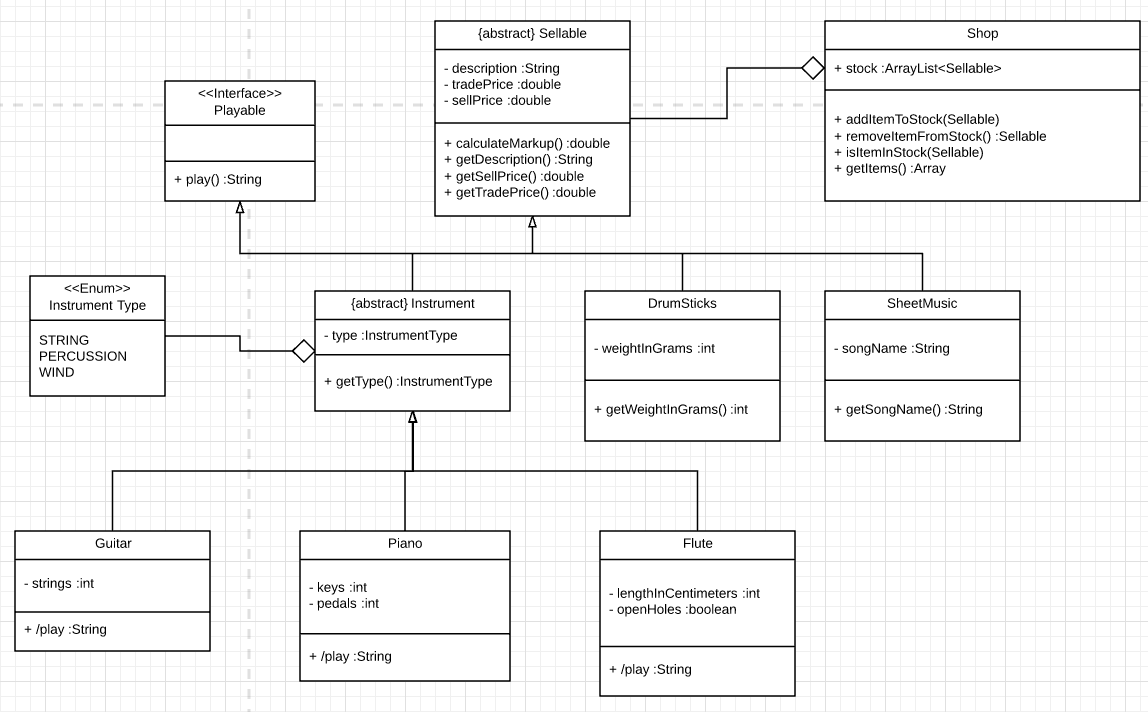 {abstract} Sellable
- description :String
- tradePrice :double
- sellPrice :double
+ calculateMarkup() :double
+ getDescription() :String
+ getSellPrice() :double
+ getTradePrice() :double
Shop
+ stock :ArrayList<Sellable>
+ addItemToStock(Sellable)
+ removeItemFromStock() :Sellable
+ isItemInStock(Sellable)
+ getItems() :Array
<<Interface>>
Playable
+ play() :String
<<Enum>>
Instrument Type
STRING
PERCUSSION
WIND
{abstract} Instrument
- type :InstrumentType
+ getType() :InstrumentType
DrumSticks
- weightInGrams :int
+ getWeightInGrams() :int
SheetMusic
- songName :String
+ getSongName() :String
Guitar
- strings :int
+ /play :String
Piano
- keys :int
- pedals :int
+ /play :String
Flute
- lengthInCentimeters :int
- openHoles :boolean
+ /play :String